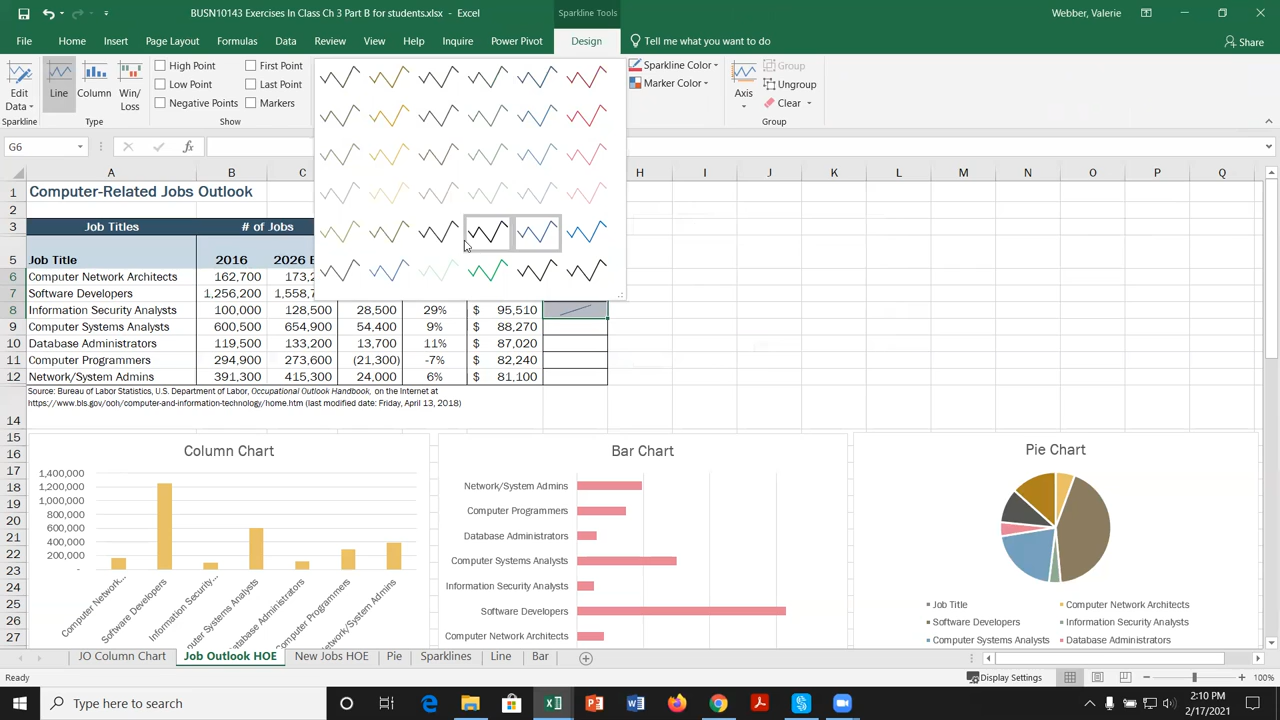 BUSN10143 Exercises In Class Ch 3 Part B for students.xlsx - Excel
Sparkline Tools
Webber, Valerie
File Home Insert Page Layout Formulas Data Review View Help Inquire Power Pivot Design Tell me what you want to do Share
Edit Data
Line
Column
Win/Loss
High Point
Low Point
Negative Points
First Point
Last Point
Markers
Sparkline Color
Marker Color
Axis
Group
Ungroup
Clear
Sparkline Type Show Group
G6
fx
A B C H I J K L M N O P Q
1 Computer-Related Jobs Outlook
2
3 Job Titles # of Jobs
5 Job Title 2016 2026 E
6 Computer Network Architects 162,700 173,2
7 Software Developers 1,256,200 1,558,7
8 Information Security Analysts 100,000 128,500 28,500 29% $ 95,510
9 Computer Systems Analysts 600,500 654,900 54,400 9% $ 88,270
10 Database Administrators 119,500 133,200 13,700 11% $ 87,020
11 Computer Programmers 294,900 273,600 (21,300) -7% $ 82,240
12 Network/System Admins 391,300 415,300 24,000 6% $ 81,100
Source: Bureau of Labor Statistics, U.S. Department of Labor, Occupational Outlook Handbook, on the Internet at
14 https://www.bls.gov/ooh/computer-and-information-technology/home.htm (last modified date: Friday, April 13, 2018)
15
16
17
18
19
20
21
22
23
24
25
26
27
Column Chart
1,400,000
1,200,000
1,000,000
800,000
600,000
400,000
200,000
-
Computer Network...
Software Developers
Information Security...
Computer Systems Analysts
Database Administrators
Computer Programmers
Network/System Admins
Bar Chart
Network/System Admins
Computer Programmers
Database Administrators
Computer Systems Analysts
Information Security Analysts
Software Developers
Computer Network Architects
Pie Chart
Job Title Computer Network Architects
Software Developers Information Security Analysts
Computer Systems Analysts Database Administrators
JO Column Chart Job Outlook HOE New Jobs HOE Pie Sparklines Line Bar
Ready Display Settings 100%
Type here to search
2:10 PM
2/17/2021